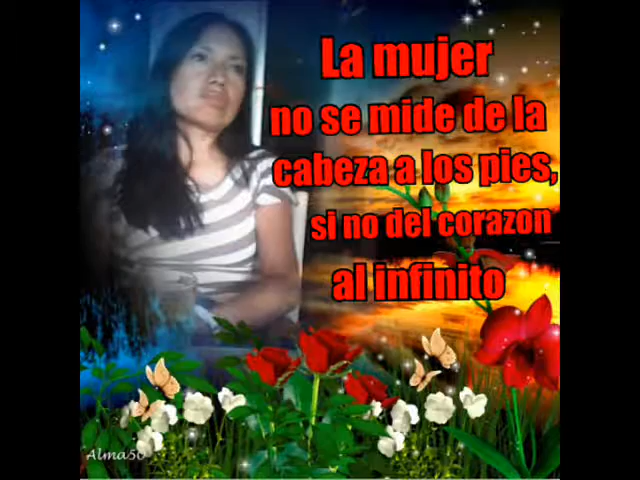 La mujer
no se mide de la
cabeza a los pies,
si no del corazon
al infinito
Alma50